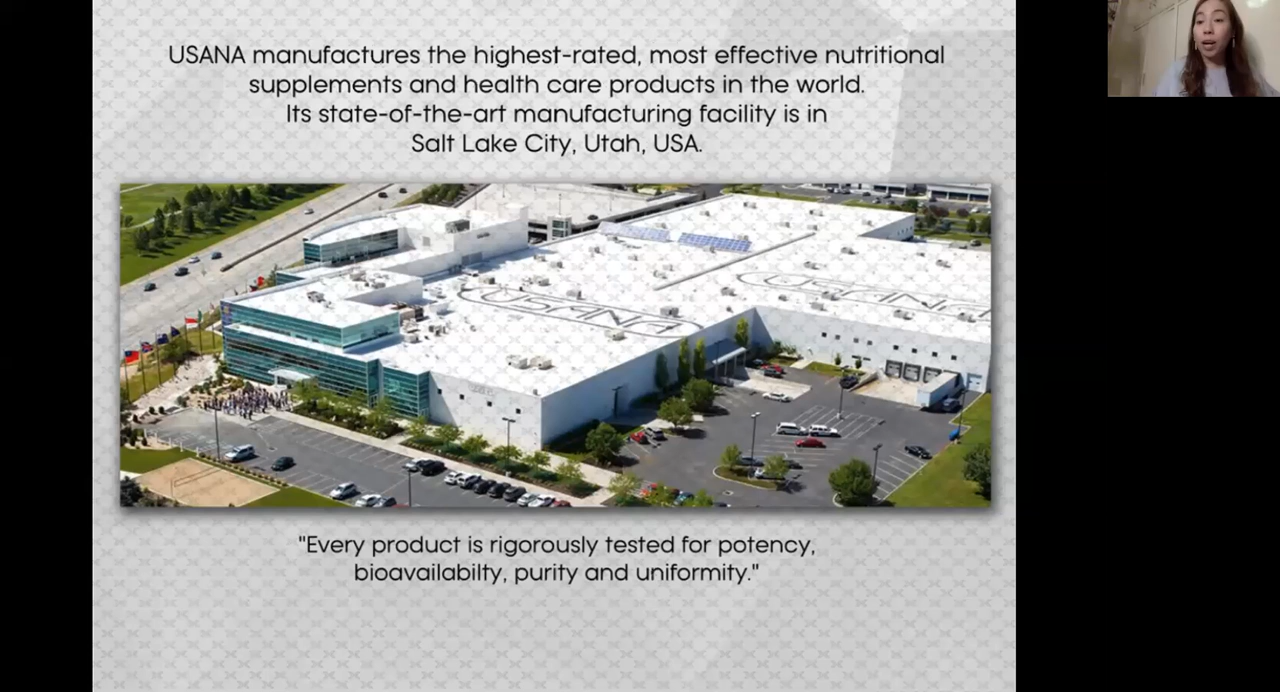 USANA manufactures the highest-rated, most effective nutritional
supplements and health care products in the world.
Its state-of-the-art manufacturing facility is in
Salt Lake City, Utah, USA.
USANA
USANA
"Every product is rigorously tested for potency,
bioavailabilty, purity and uniformity."